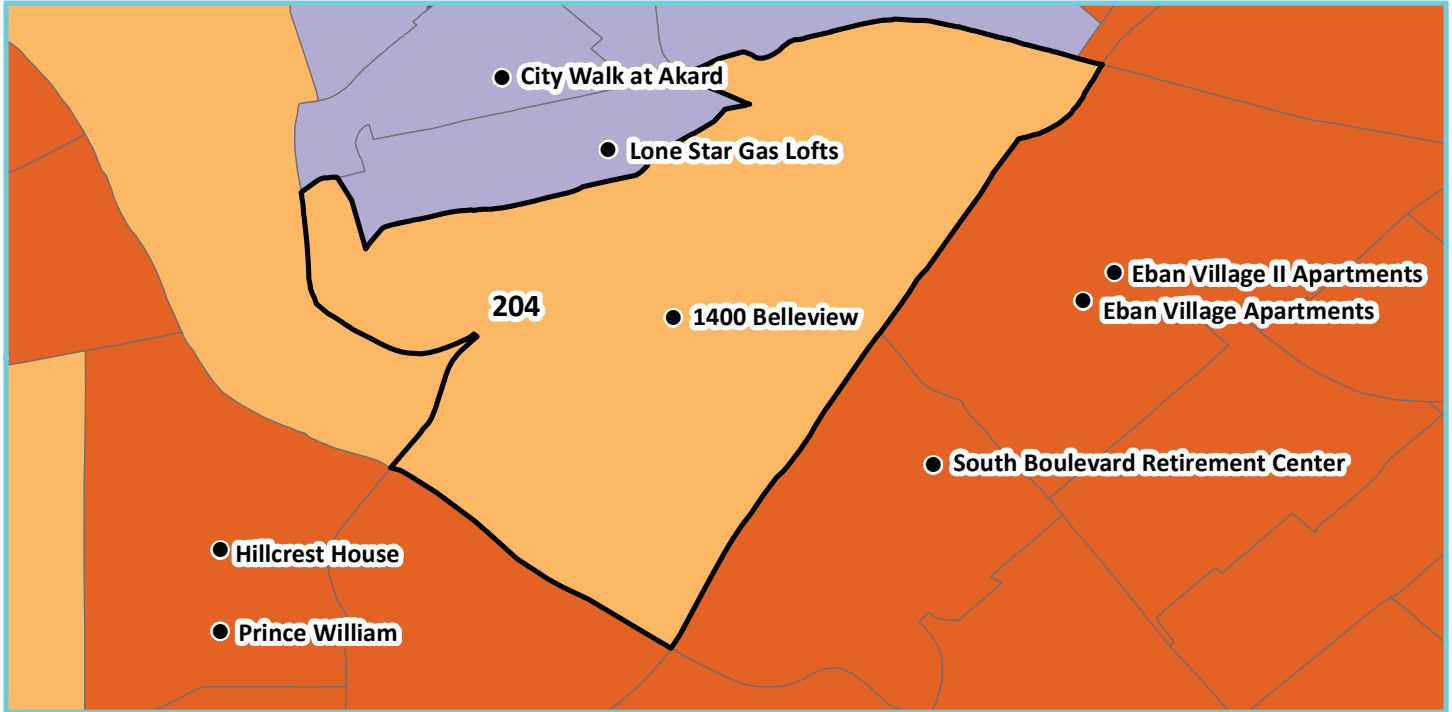 City Walk at Akard
Lone Star Gas Lofts
Eban Village II Apartments
204
Eban Village Apartments
1400 Belleview
South Boulevard Retirement Center
Hillcrest House
Prince William